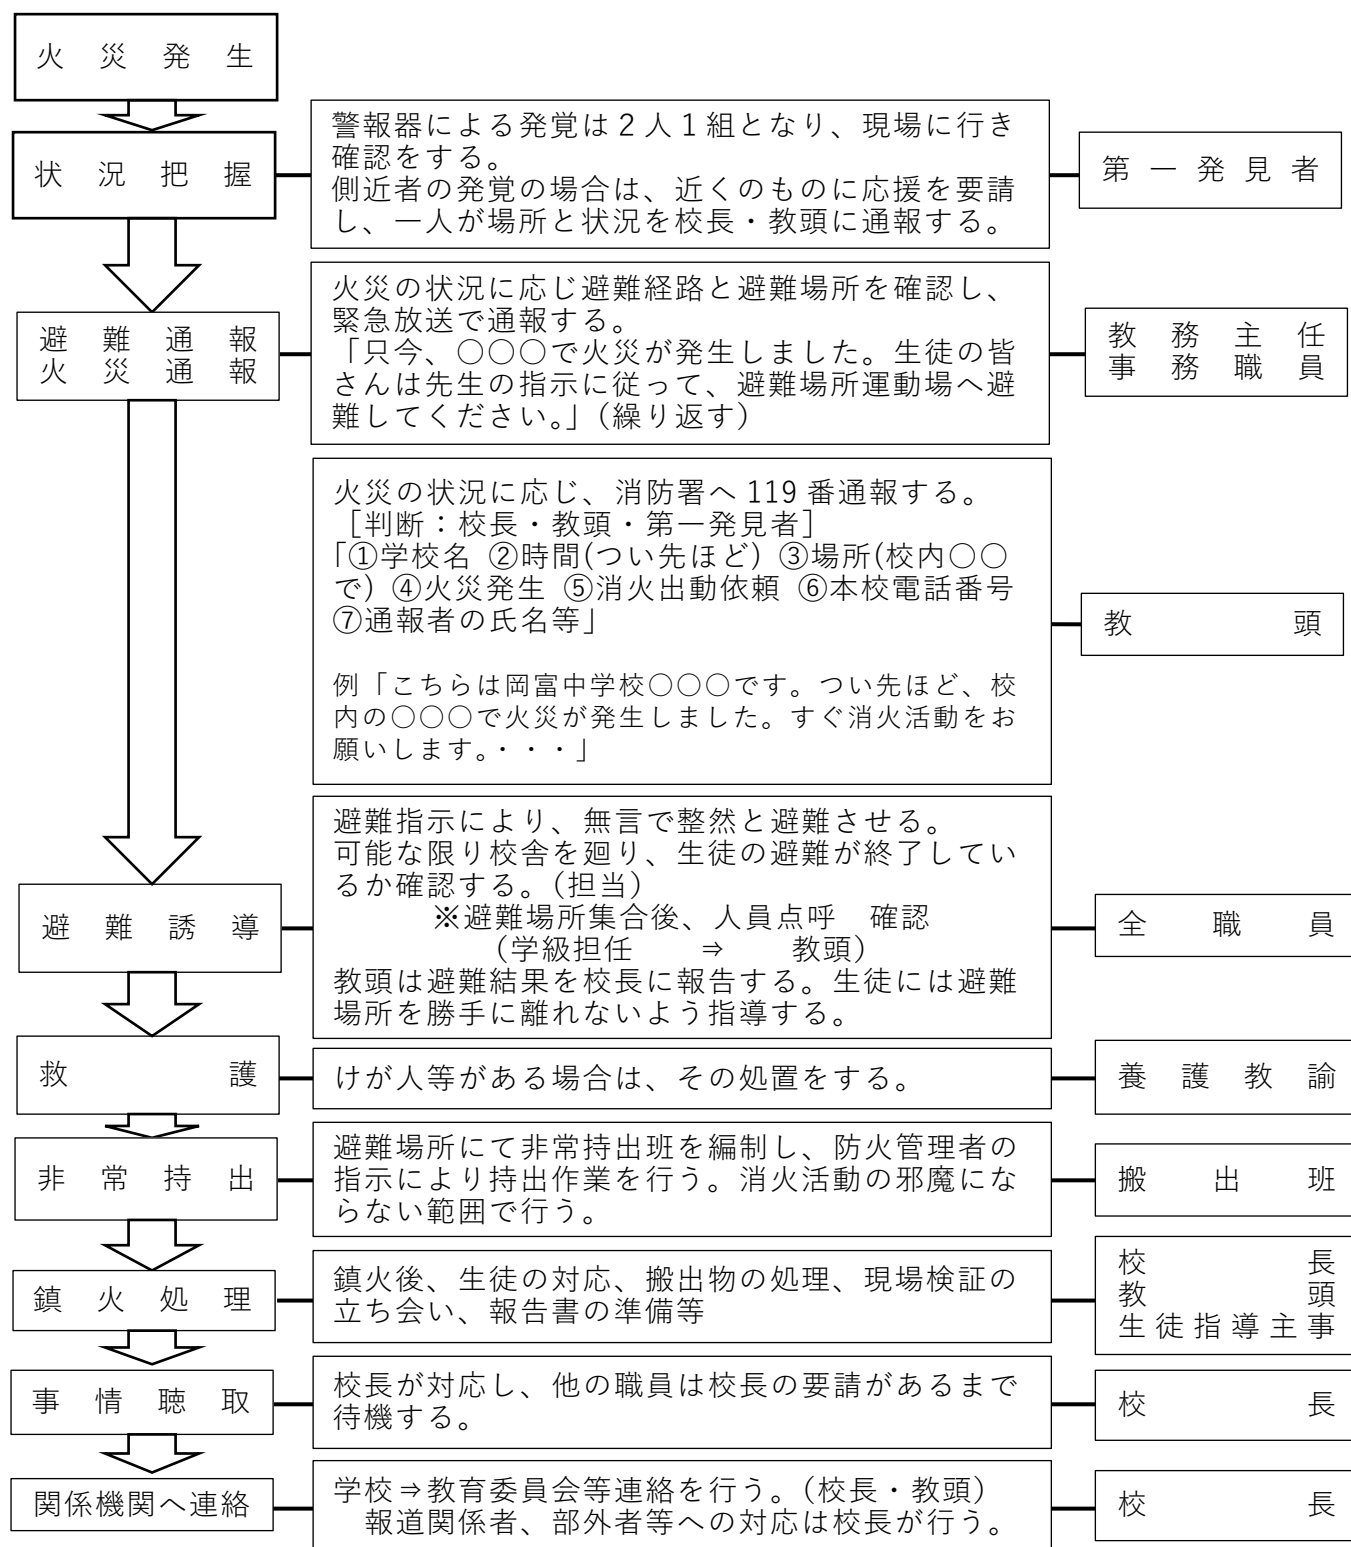 火災発生
状況把握
警報器による発覚は２人１組となり、現場に行き
確認をする。
側近者の発覚の場合は、近くのものに応援を要請
し、一人が場所と状況を校長・教頭に通報する。
第一発見者
避難通報
火災通報
火災の状況に応じ避難経路と避難場所を確認し、
緊急放送で通報する。
「只今、○○○で火災が発生しました。生徒の皆
さんは先生の指示に従って、避難場所運動場へ避
難してください。」（繰り返す）
教務主任
事務職員
火災の状況に応じ、消防署へ 119 番通報する。
［判断：校長・教頭・第一発見者］
「①学校名 ②時間(つい先ほど) ③場所(校内○○
で) ④火災発生 ⑤消火出動依頼 ⑥本校電話番号
⑦通報者の氏名等」
例「こちらは岡富中学校○○○です。つい先ほど、校
内の○○○で火災が発生しました。すぐ消火活動をお
願いします。・・・」
教頭
避難誘導
避難指示により、無言で整然と避難させる。
可能な限り校舎を廻り、生徒の避難が終了してい
るか確認する。（担当）
※避難場所集合後、人員点呼　確認
（学級担任　⇒　教頭）
教頭は避難結果を校長に報告する。生徒には避難
場所を勝手に離れないよう指導する。
全職員
救護
けが人等がある場合は、その処置をする。
養護教諭
非常持出
避難場所にて非常持出班を編制し、防火管理者の
指示により持出作業を行う。消火活動の邪魔にな
らない範囲で行う。
搬出班
鎮火処理
鎮火後、生徒の対応、搬出物の処理、現場検証の
立ち会い、報告書の準備等
校長
教頭
生徒指導主事
事情聴取
校長が対応し、他の職員は校長の要請があるまで
待機する。
校長
関係機関へ連絡
学校⇒教育委員会等連絡を行う。（校長・教頭）
報道関係者、部外者等への対応は校長が行う。
校長